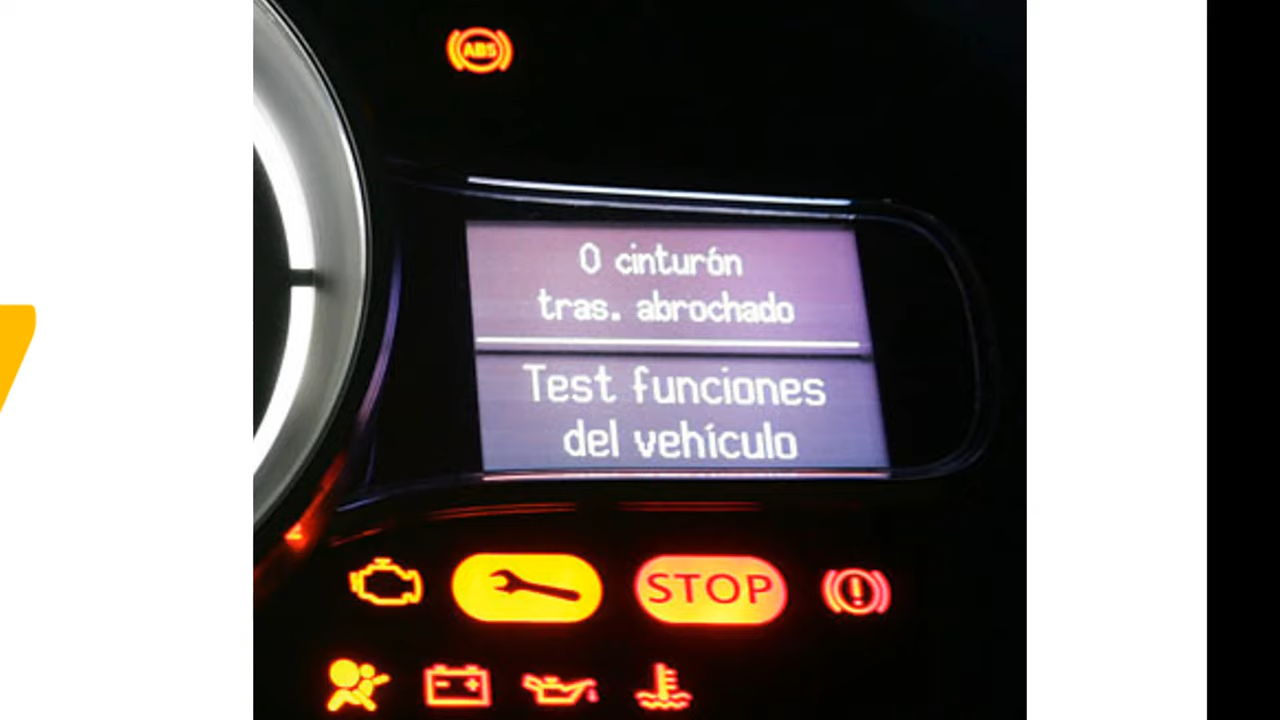 ABS
0 cinturón
tras. abrochado
Test funciones
del vehículo
STOP